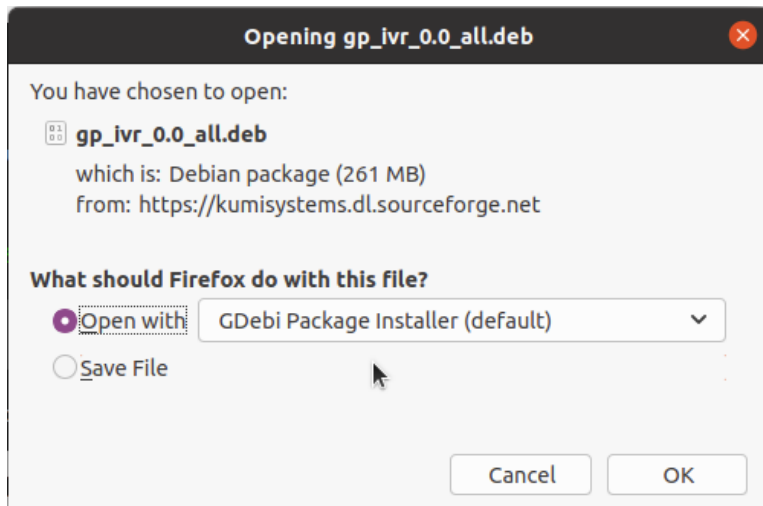 Opening gp_ivr_0.0_all.deb
You have chosen to open:
gp_ivr_0.0_all.deb
which is: Debian package (261 MB)
from: https://kumisystems.dl.sourceforge.net
What should Firefox do with this file?
Open with GDebi Package Installer (default)
Save File
Cancel OK